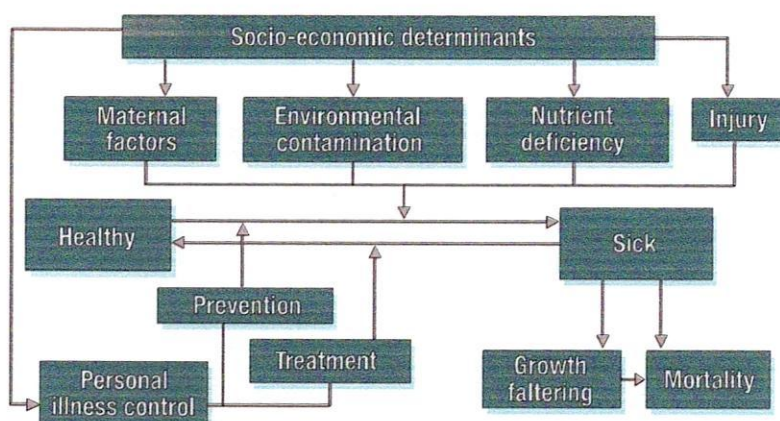 Socio-economic determinants
Maternal
factors
Environmental
contamination
Nutrient
deficiency
Injury
Healthy
Sick
Prevention
Treatment
Personal
illness control
Growth
faltering
Mortality